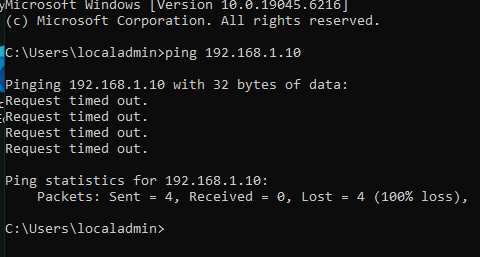 Microsoft Windows [Version 10.0.19045.6216]
(c) Microsoft Corporation. All rights reserved.
C:\Users\localadmin>ping 192.168.1.10
Pinging 192.168.1.10 with 32 bytes of data:
Request timed out.
Request timed out.
Request timed out.
Request timed out.
Ping statistics for 192.168.1.10:
    Packets: Sent = 4, Received = 0, Lost = 4 (100% loss),
C:\Users\localadmin>